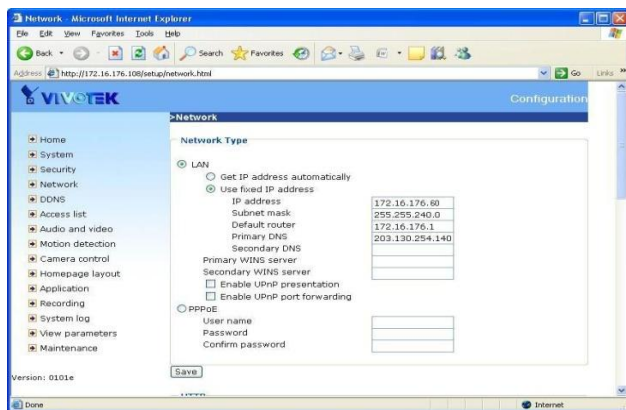 Network - Microsoft Internet Explorer
File Edit View Favorites Tools Help
Back Search Favorites
Address http://172.16.176.108/setup/network.html Go Links »
VIVOTEK Configuration
>Network
Home
System
Security
Network
DDNS
Access list
Audio and video
Motion detection
Camera control
Homepage layout
Application
Recording
System log
View parameters
Maintenance
Version: 0101e
Network Type
LAN
Get IP address automatically
Use fixed IP address
IP address 172.16.176.60
Subnet mask 255.255.240.0
Default router 172.16.176.1
Primary DNS 203.130.254.140
Secondary DNS
Primary WINS server
Secondary WINS server
Enable UPnP presentation
Enable UPnP port forwarding
PPPoE
User name
Password
Confirm password
Save
HTTP
Done Internet